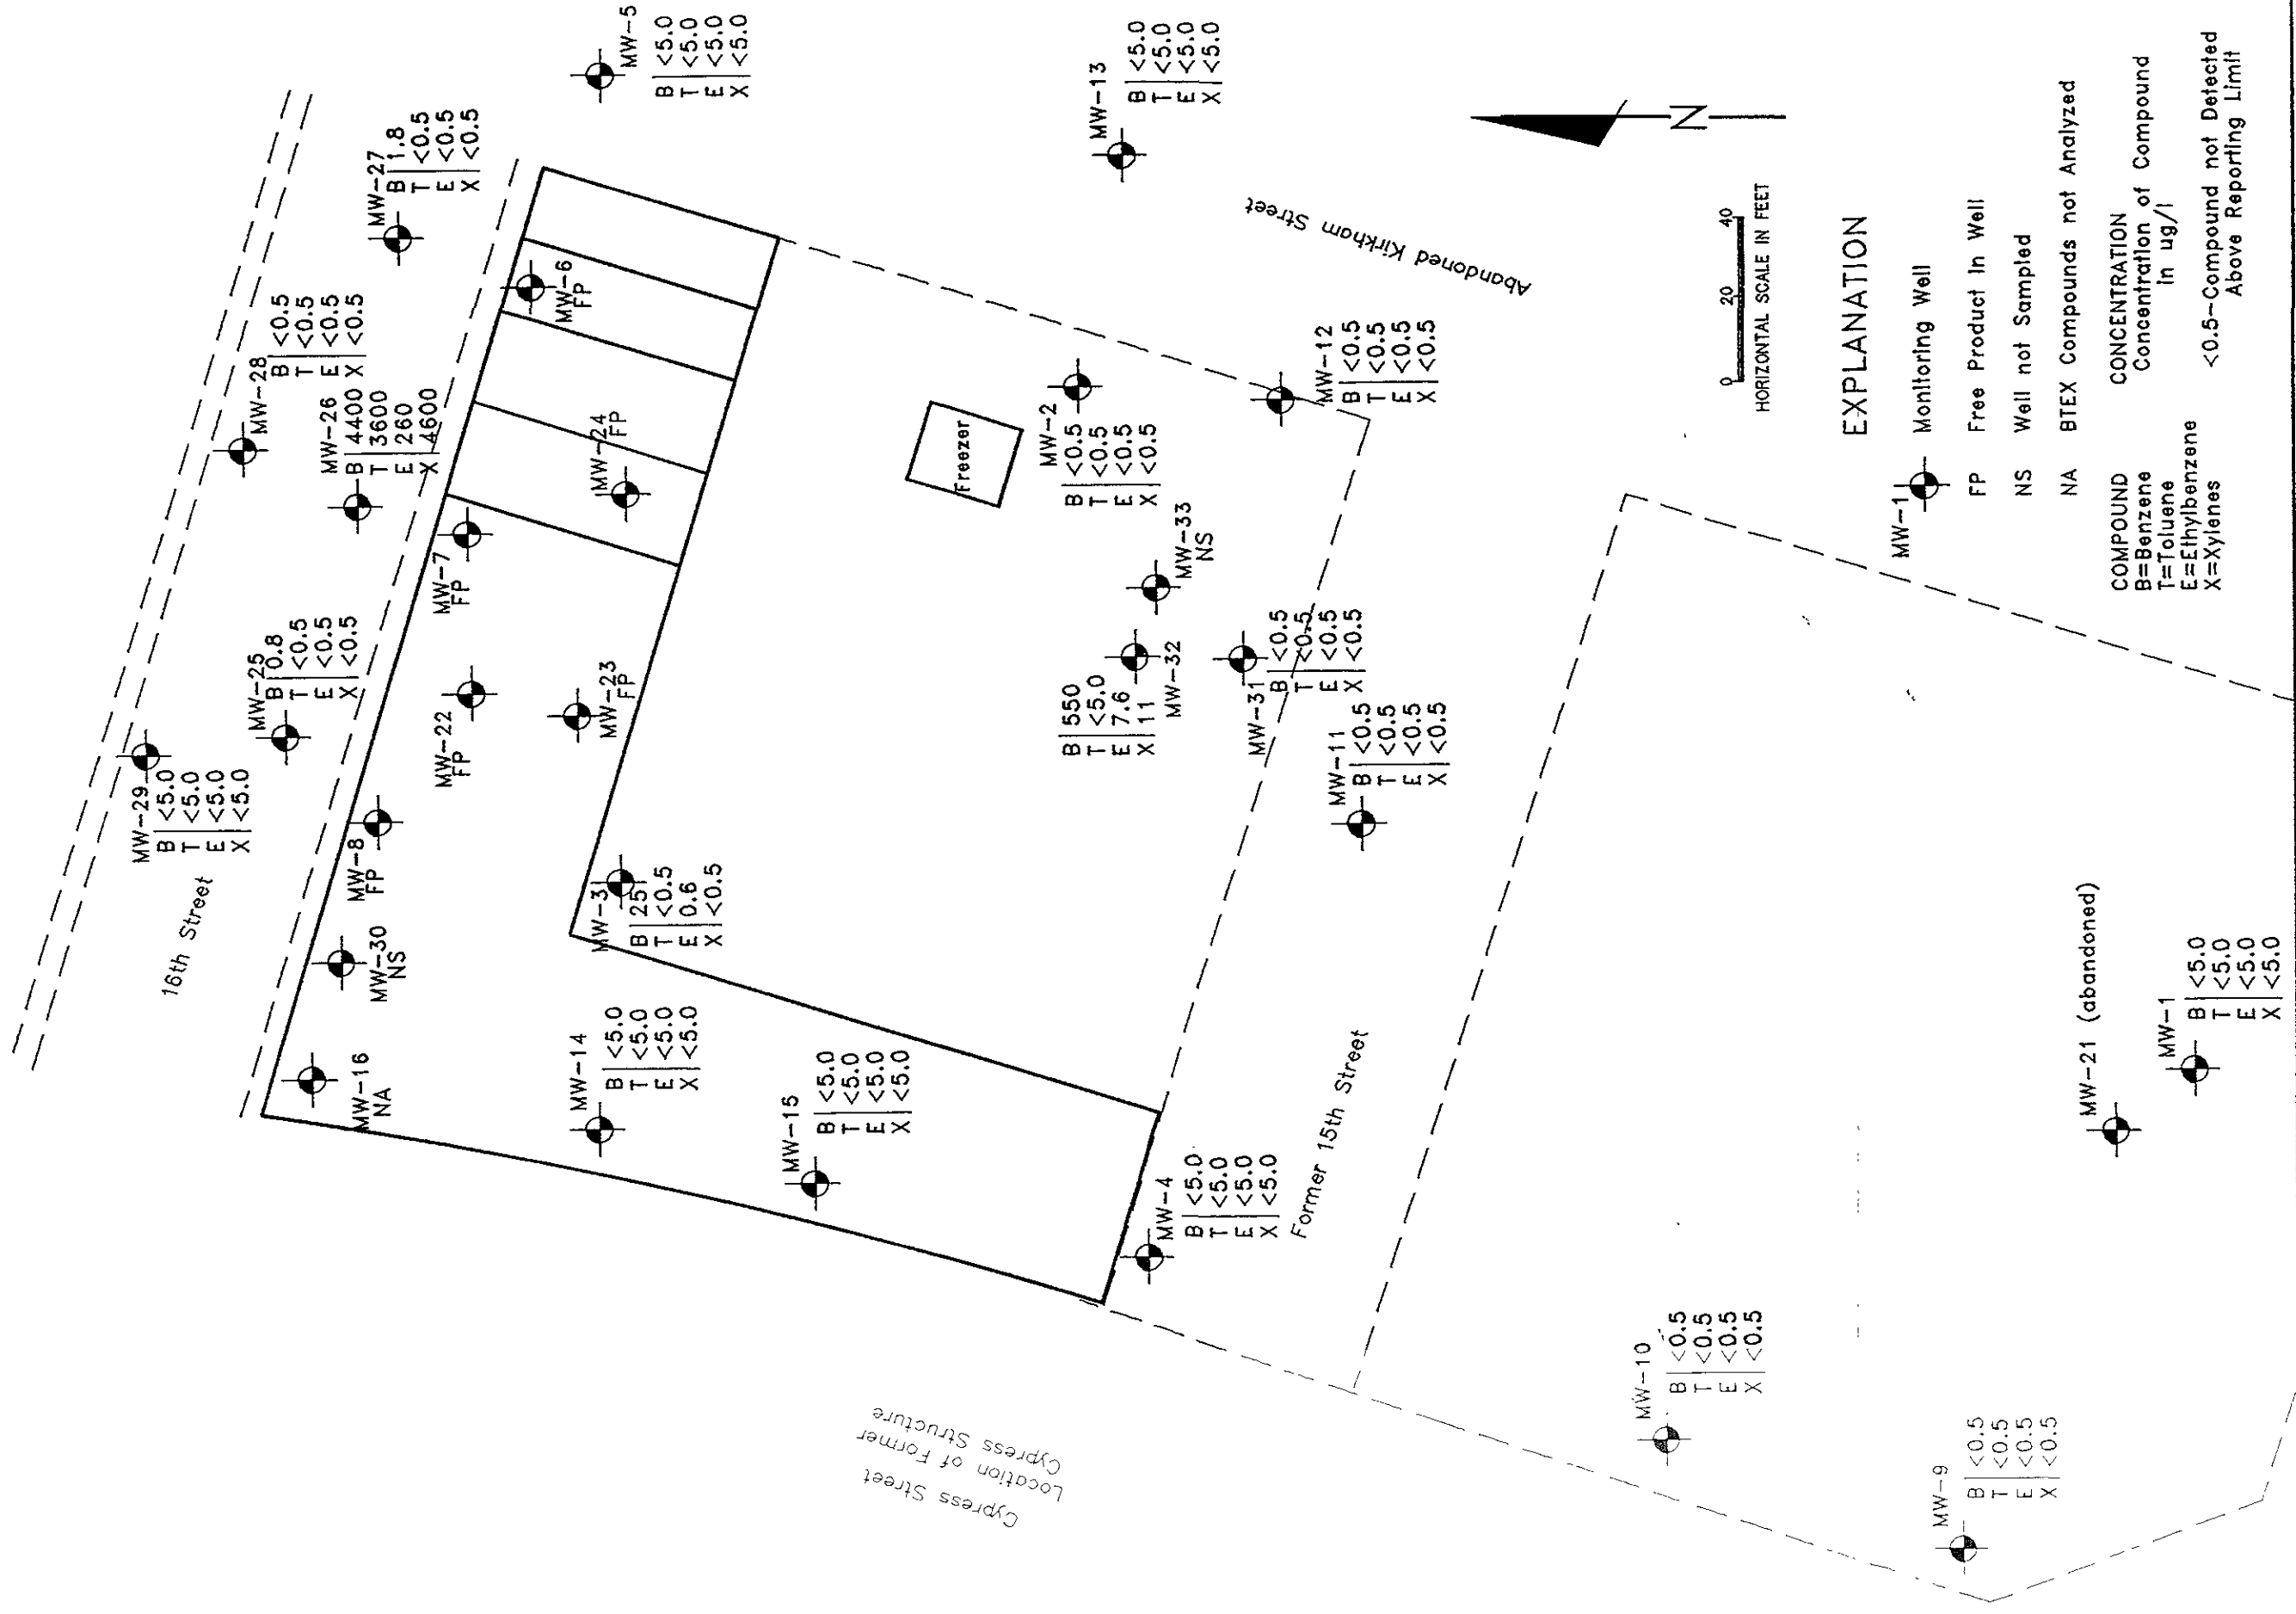 16th Street
MW-29
B <5.0
T <5.0
E <5.0
X <5.0
MW-25
B 0.8
T <0.5
E <0.5
X <0.5
MW-28
B <0.5
T <0.5
E <0.5
X <0.5
MW-26
B 4400
T 3600
E 260
X 4600
MW-27
B 1.8
T <0.5
E <0.5
X <0.5
MW-5
B <5.0
T <5.0
E <5.0
X <5.0
MW-16
NA
MW-30
NS
MW-8
FP
MW-22
FP
MW-7
FP
MW-6
FP
MW-23
FP
MW-24
FP
MW-3
B 25
T <0.5
E 0.6
X <0.5
MW-14
B <5.0
T <5.0
E <5.0
X <5.0
MW-15
B <5.0
T <5.0
E <5.0
X <5.0
Freezer
MW-2
B <0.5
T <0.5
E <0.5
X <0.5
MW-13
B <5.0
T <5.0
E <5.0
X <5.0
MW-33
NS
B 550
T <5.0
E 7.6
X 11
MW-32
MW-31
B <0.5
T <0.5
E <0.5
X <0.5
MW-12
B <0.5
T <0.5
E <0.5
X <0.5
MW-11
B <0.5
T <0.5
E <0.5
X <0.5
MW-4
B <5.0
T <5.0
E <5.0
X <5.0
Former 15th Street
Abandoned Kirkham Street
Cypress Street
Location of Former
Cypress Structure
MW-10
B <0.5
T <0.5
E <0.5
X <0.5
MW-9
B <0.5
T <0.5
E <0.5
X <0.5
MW-21 (abandoned)
MW-1
B <5.0
T <5.0
E <5.0
X <5.0
N
0 20 40
HORIZONTAL SCALE IN FEET
EXPLANATION
MW-1 Monitoring Well
FP Free Product In Well
NS Well not Sampled
NA BTEX Compounds not Analyzed
COMPOUND
B=Benzene
T=Toluene
E=Ethylbenzene
X=Xylenes
CONCENTRATION
Concentration of Compound
In ug/l
<0.5-Compound not Detected
Above Reporting Limit